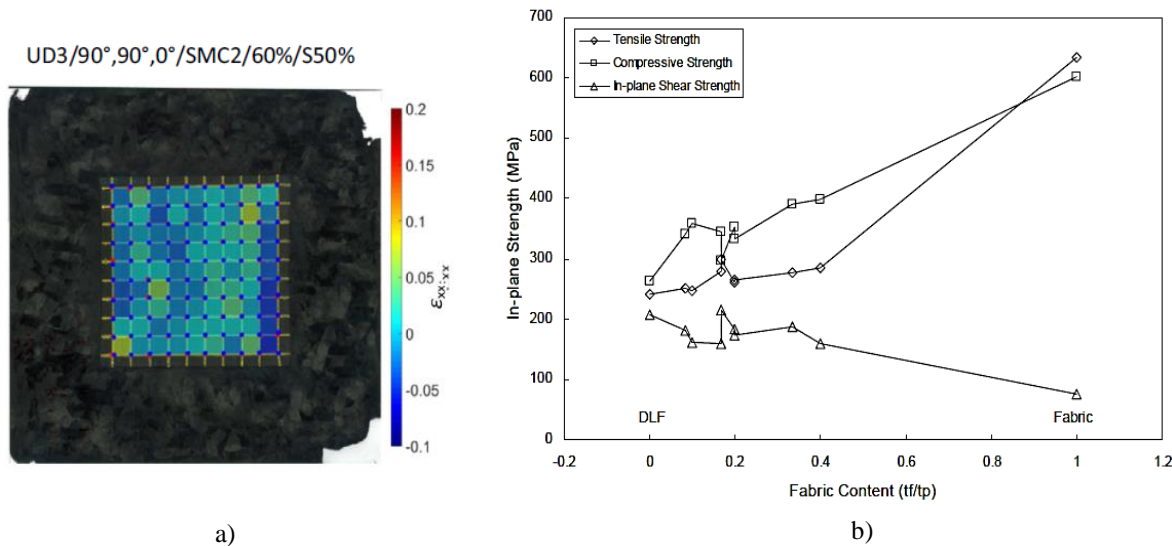 UD3/90°,90°,0°/SMC2/60%/S50%
0.2
0.15
0.1
0.05
0
-0.05
-0.1
εxx;xx
a)
700
600
500
400
300
200
100
0
In-plane Strength (MPa)
Tensile Strength
Compressive Strength
In-plane Shear Strength
DLF
Fabric
-0.2 0 0.2 0.4 0.6 0.8 1 1.2
Fabric Content (tf/tp)
b)